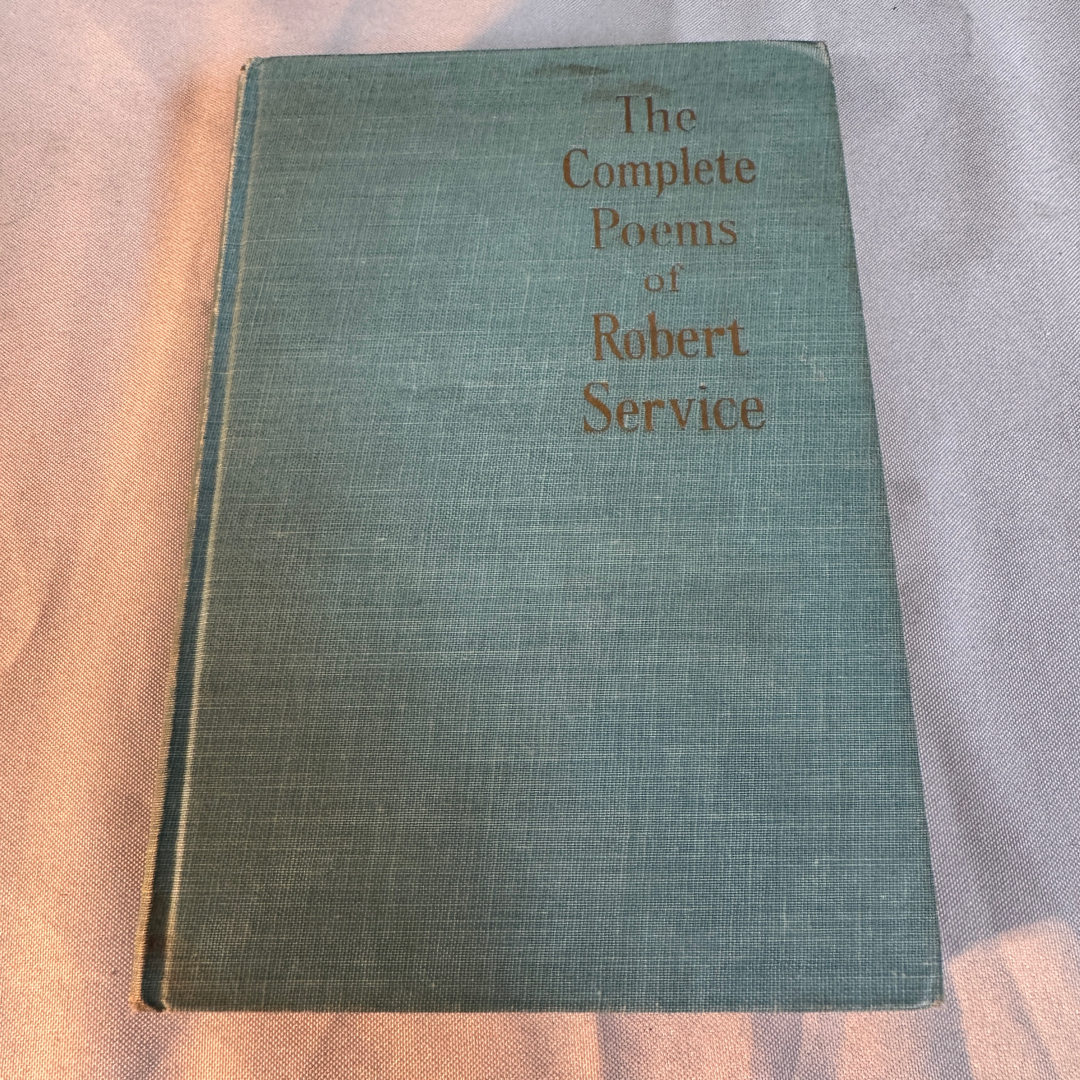 The
Complete
Poems
of
Robert
Service